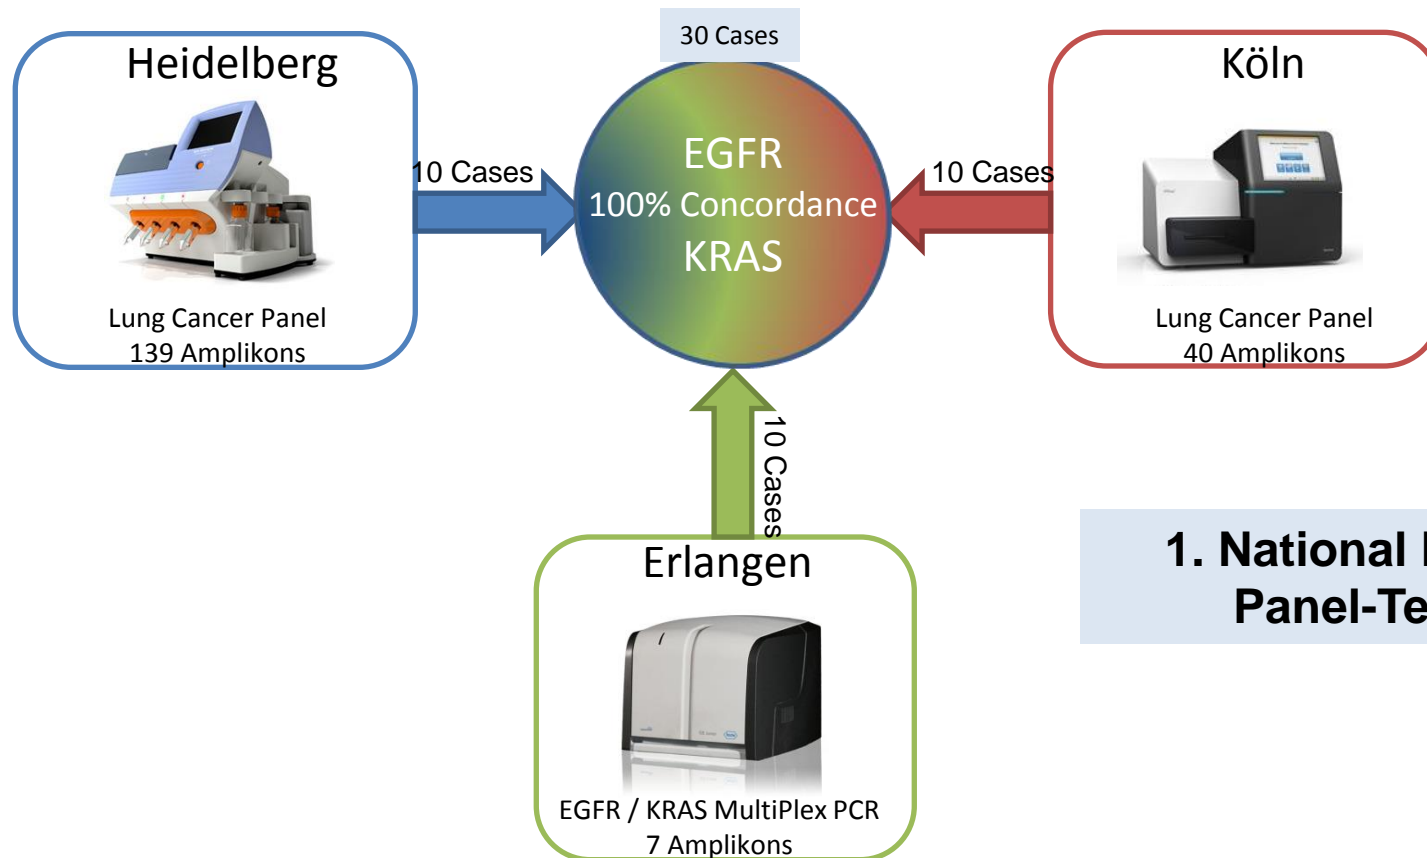 30 Cases
Heidelberg
Köln
10 Cases
EGFR
100% Concordance
KRAS
10 Cases
Lung Cancer Panel
139 Amplikons
Lung Cancer Panel
40 Amplikons
10 Cases
Erlangen
1. National
Panel-Te
EGFR / KRAS MultiPlex PCR
7 Amplikons